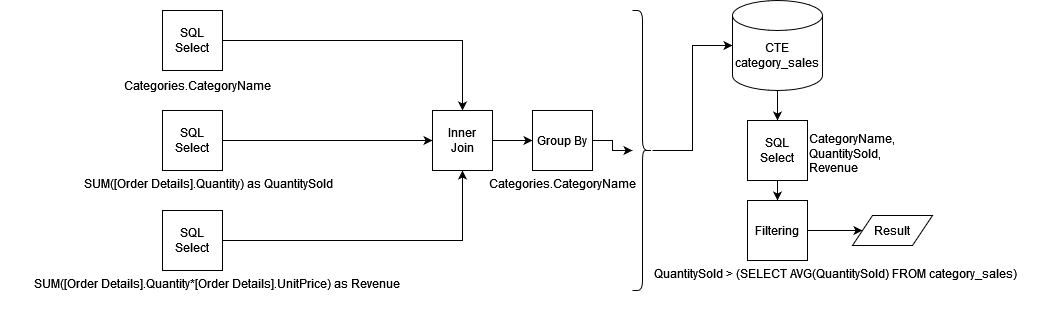 SQL
Select
Categories.CategoryName
SQL
Select
SUM([Order Details].Quantity) as QuantitySold
SQL
Select
SUM([Order Details].Quantity*[Order Details].UnitPrice) as Revenue
Inner
Join
Group By
Categories.CategoryName
CTE
category_sales
SQL
Select
CategoryName,
QuantitySold,
Revenue
Filtering
QuantitySold > (SELECT AVG(QuantitySold) FROM category_sales)
Result